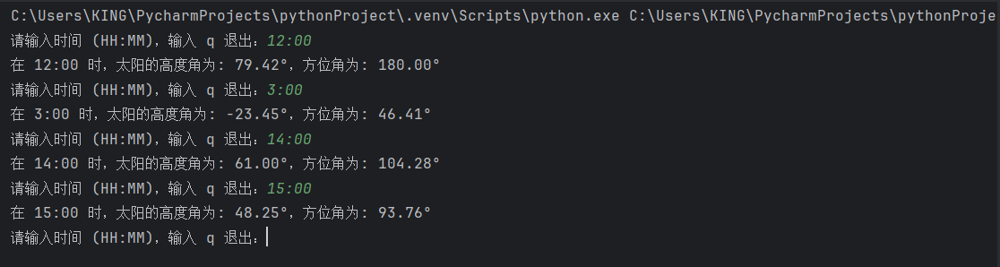 C:\Users\KING\PycharmProjects\pythonProject\.venv\Scripts\python.exe C:\Users\KING\PycharmProjects\pythonProje
请输入时间 (HH:MM)，输入 q 退出：12:00
在 12:00 时，太阳的高度角为: 79.42°，方位角为: 180.00°
请输入时间 (HH:MM)，输入 q 退出：3:00
在 3:00 时，太阳的高度角为: -23.45°，方位角为: 46.41°
请输入时间 (HH:MM)，输入 q 退出：14:00
在 14:00 时，太阳的高度角为: 61.00°，方位角为: 104.28°
请输入时间 (HH:MM)，输入 q 退出：15:00
在 15:00 时，太阳的高度角为: 48.25°，方位角为: 93.76°
请输入时间 (HH:MM)，输入 q 退出：